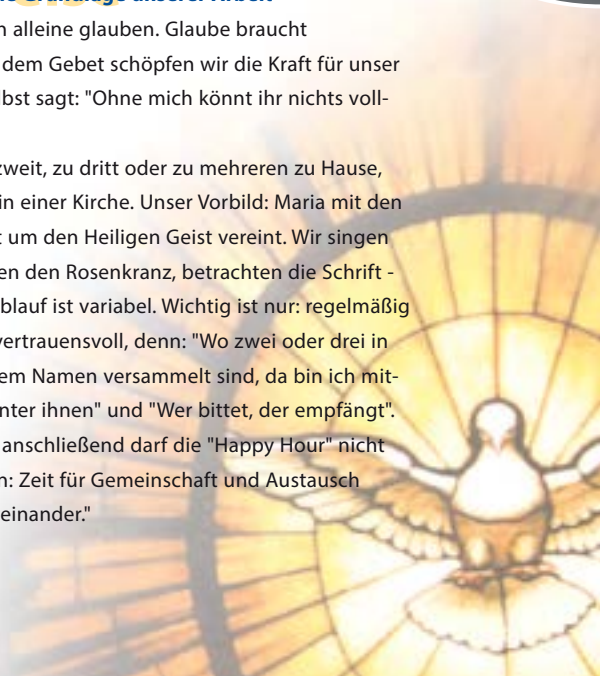 Grundlage unserer Arbeit
alleine glauben. Glaube braucht
dem Gebet schöpfen wir die Kraft für unser
bst sagt: "Ohne mich könnt ihr nichts voll-
zweit, zu dritt oder zu mehreren zu Hause,
in einer Kirche. Unser Vorbild: Maria mit den
t um den Heiligen Geist vereint. Wir singen
en den Rosenkranz, betrachten die Schrift -
blauf ist variabel. Wichtig ist nur: regelmäßig
vertrauensvoll, denn: "Wo zwei oder drei in
em Namen versammelt sind, da bin ich mit-
nter ihnen" und "Wer bittet, der empfängt".
anschließend darf die "Happy Hour" nicht
n: Zeit für Gemeinschaft und Austausch
einander."